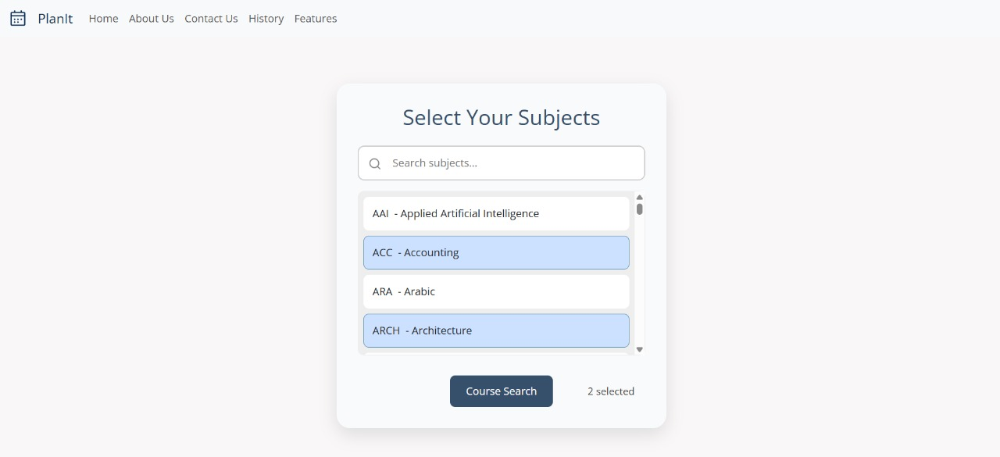 PlanIt Home About Us Contact Us History Features
Select Your Subjects
Search subjects...
AAI - Applied Artificial Intelligence
ACC - Accounting
ARA - Arabic
ARCH - Architecture
Course Search 2 selected